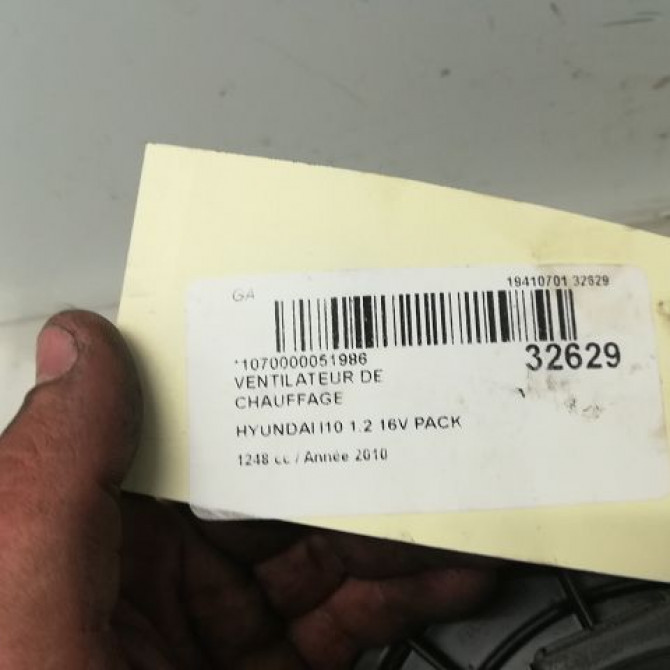 GA
19410701 32629
*1070000051986
32629
VENTILATEUR DE
CHAUFFAGE
HYUNDAI I10 1.2 16V PACK
1248 cc / Année 2010